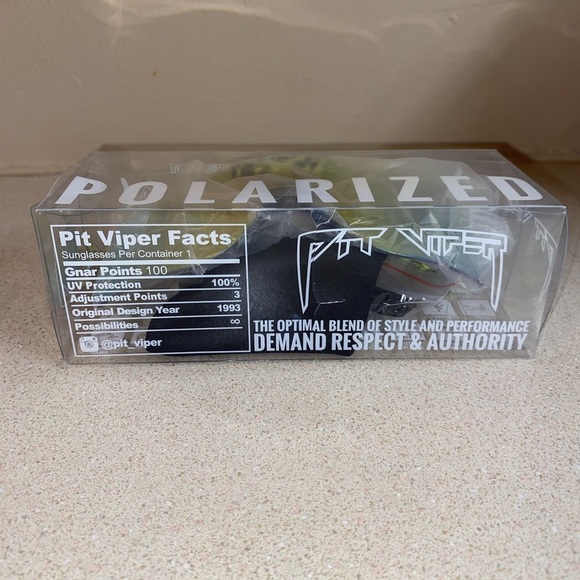 POLARIZED
Pit Viper Facts
Sunglasses Per Container 1
Gnar Points 100
UV Protection 100%
Adjustment Points 3
Original Design Year 1993
Possibilities ∞
@pit_viper
PIT VIPER
THE OPTIMAL BLEND OF STYLE AND PERFORMANCE
DEMAND RESPECT & AUTHORITY